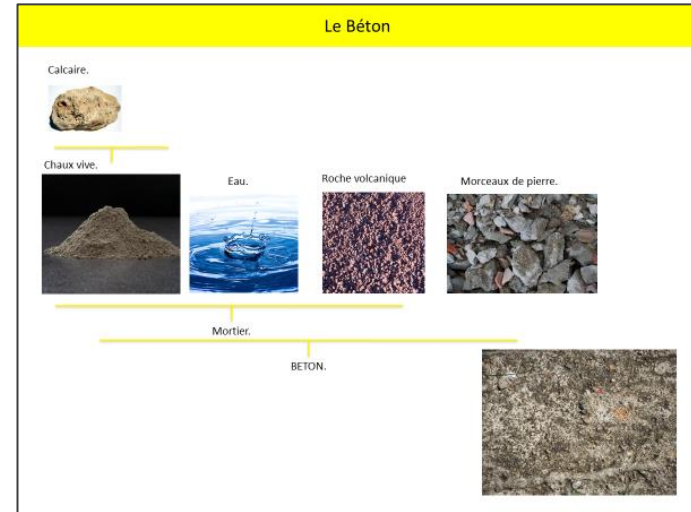 Le Béton
Calcaire.
Chaux vive.
Eau.
Roche volcanique
Morceaux de pierre.
Mortier.
BETON.